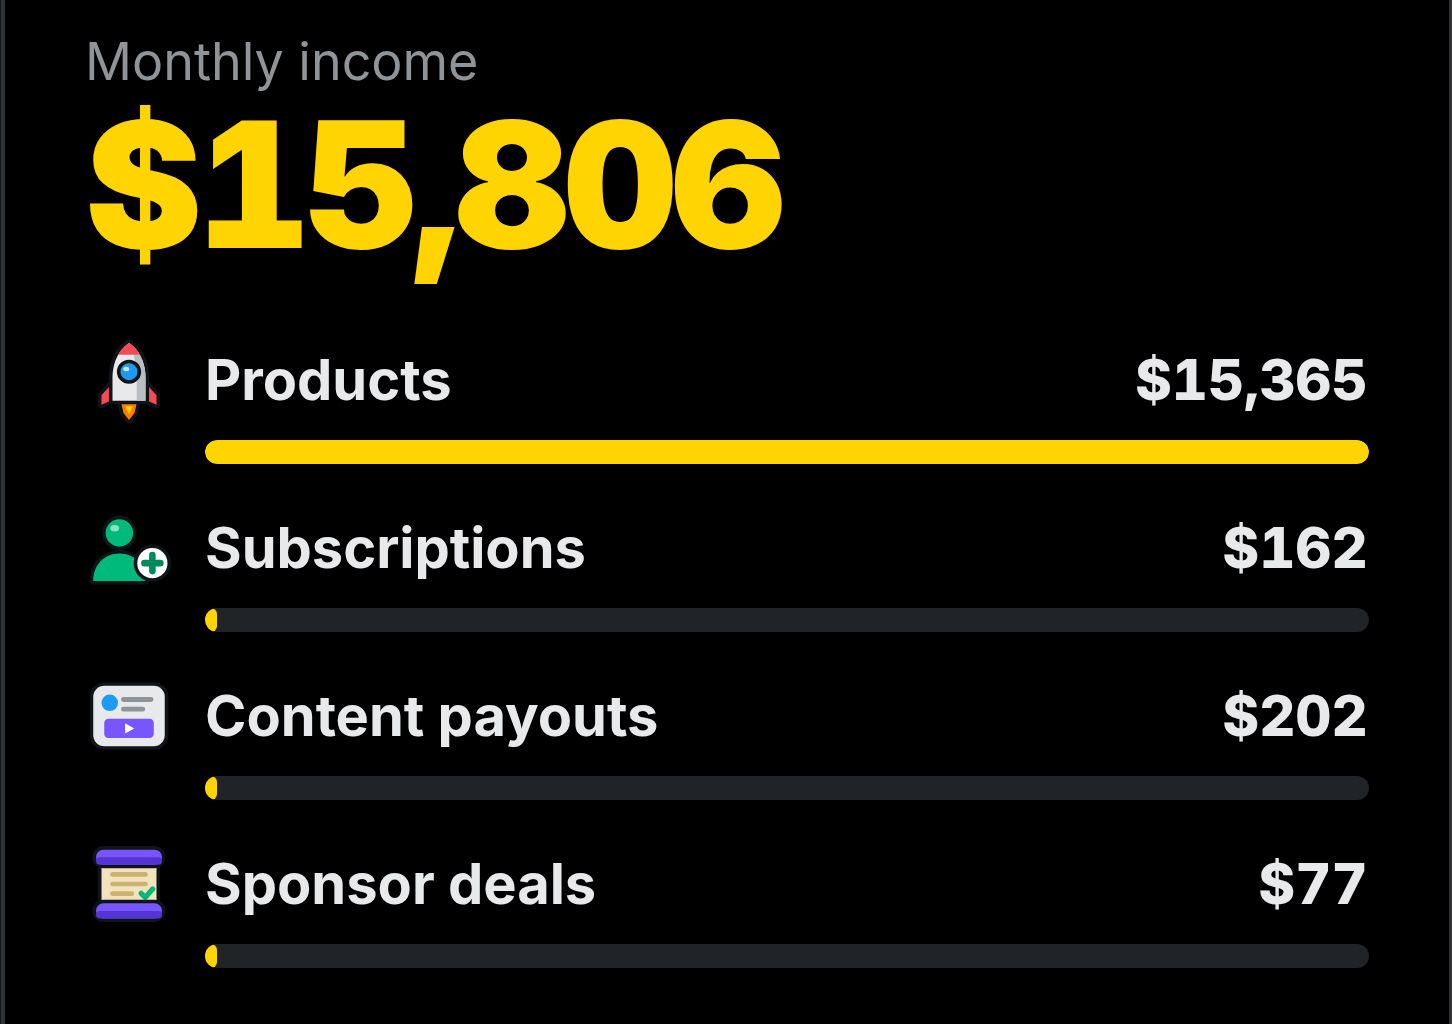 Monthly income
$15,806
Products $15,365
Subscriptions $162
Content payouts $202
Sponsor deals $77